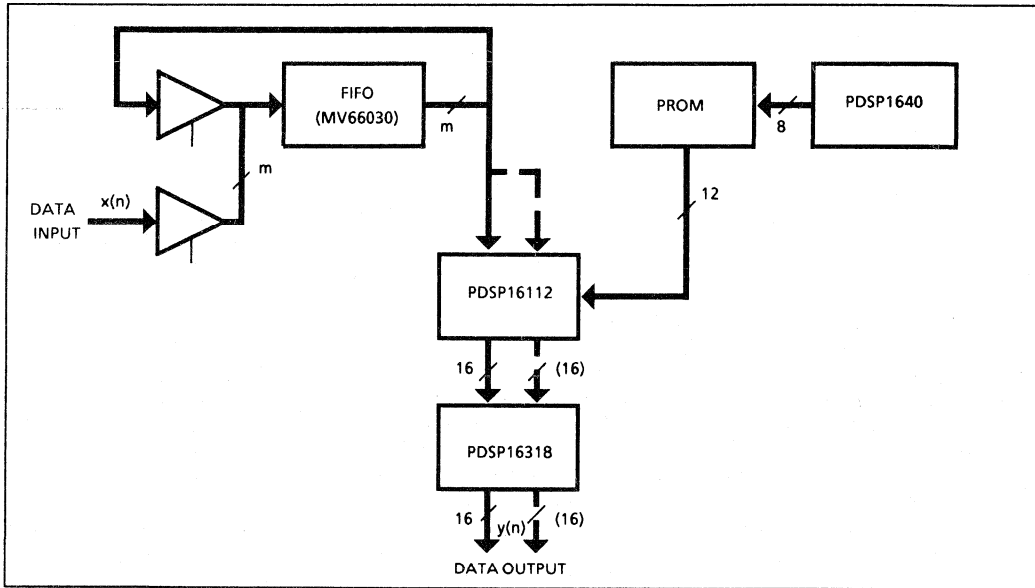 FIFO
(MV66030)
m
PROM
8
PDSP1640
m
x(n)
DATA
INPUT
12
PDSP16112
16
(16)
PDSP16318
16
y(n)
(16)
DATA OUTPUT